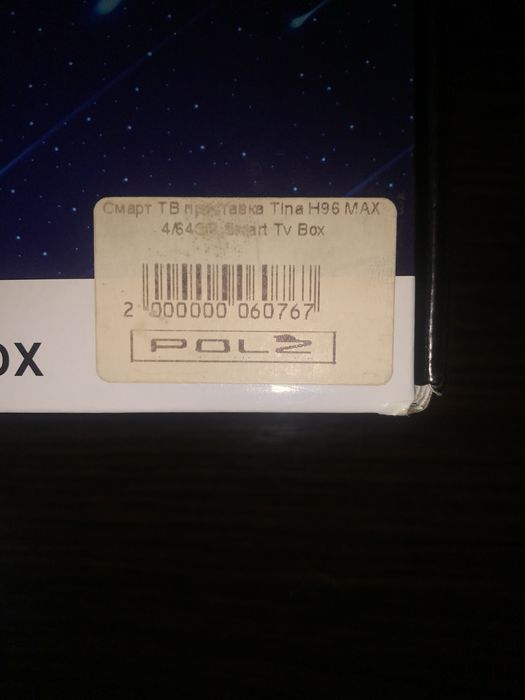 Смарт ТВ приставка Tina H96 MAX
4/64GB Smart Tv Box
2 000000 060767
POLZ
ox